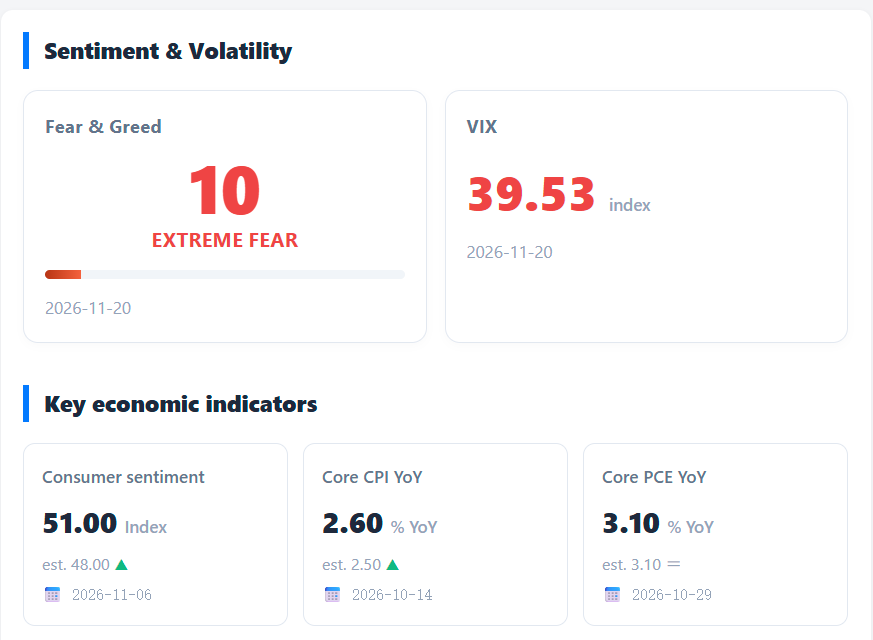 Sentiment & Volatility
Fear & Greed
10
EXTREME FEAR
2026-11-20
VIX
39.53 index
2026-11-20
Key economic indicators
Consumer sentiment
51.00 Index
est. 48.00 ▲
2026-11-06
Core CPI YoY
2.60 % YoY
est. 2.50 ▲
2026-10-14
Core PCE YoY
3.10 % YoY
est. 3.10 =
2026-10-29